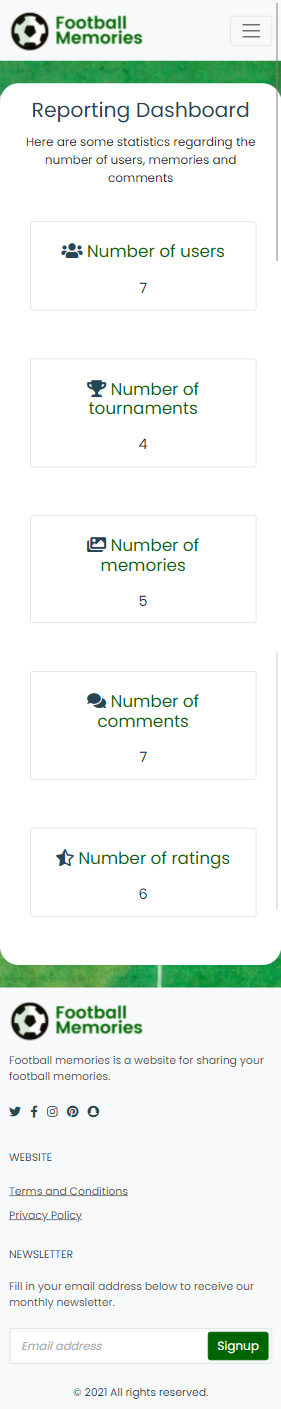 Football
Memories
Reporting Dashboard
Here are some statistics regarding the
number of users, memories and
comments
Number of users
7
Number of
tournaments
4
Number of
memories
5
Number of
comments
7
Number of ratings
6
Football
Memories
Football memories is a website for sharing your
football memories.
WEBSITE
Terms and Conditions
Privacy Policy
NEWSLETTER
Fill in your email address below to receive our
monthly newsletter.
Email address
Signup
© 2021 All rights reserved.